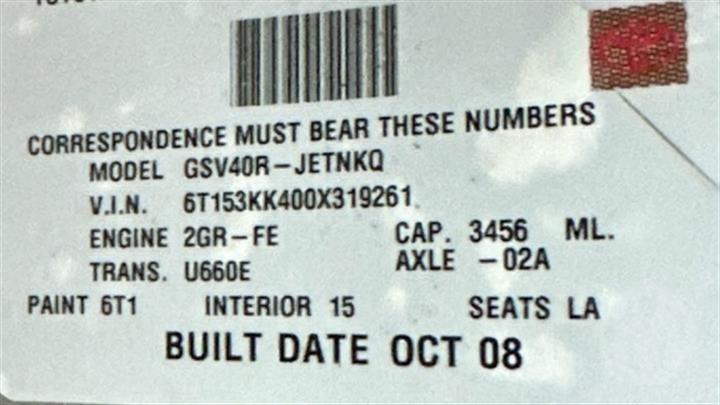 CORRESPONDENCE MUST BEAR THESE NUMBERS
MODEL GSV40R-JETNKQ
V.I.N. 6T153KK400X319261
ENGINE 2GR-FE CAP. 3456 ML.
TRANS. U660E AXLE -02A
PAINT 6T1 INTERIOR 15 SEATS LA
BUILT DATE OCT 08